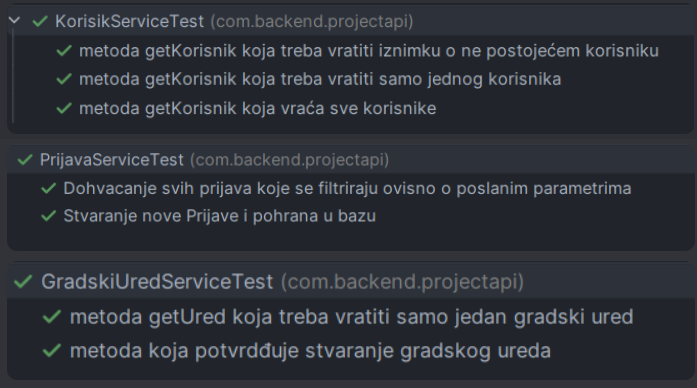 KorisikServiceTest (com.backend.projectapi)
metoda getKorisnik koja treba vratiti iznimku o ne postojećem korisniku
metoda getKorisnik koja treba vratiti samo jednog korisnika
metoda getKorisnik koja vraća sve korisnike
PrijavaServiceTest (com.backend.projectapi)
Dohvacanje svih prijava koje se filtriraju ovisno o poslanim parametrima
Stvaranje nove Prijave i pohrana u bazu
GradskiUredServiceTest (com.backend.projectapi)
metoda getUred koja treba vratiti samo jedan gradski ured
metoda koja potvrdđuje stvaranje gradskog ureda